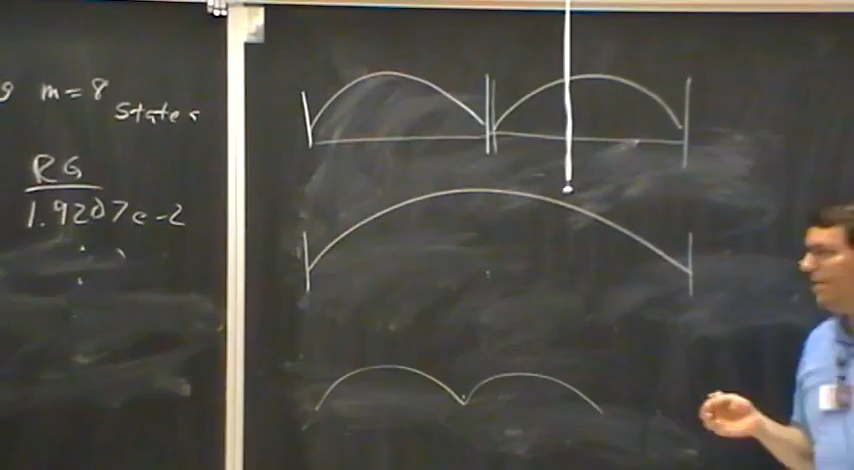 m = 8
States
RG
1.9207e-2